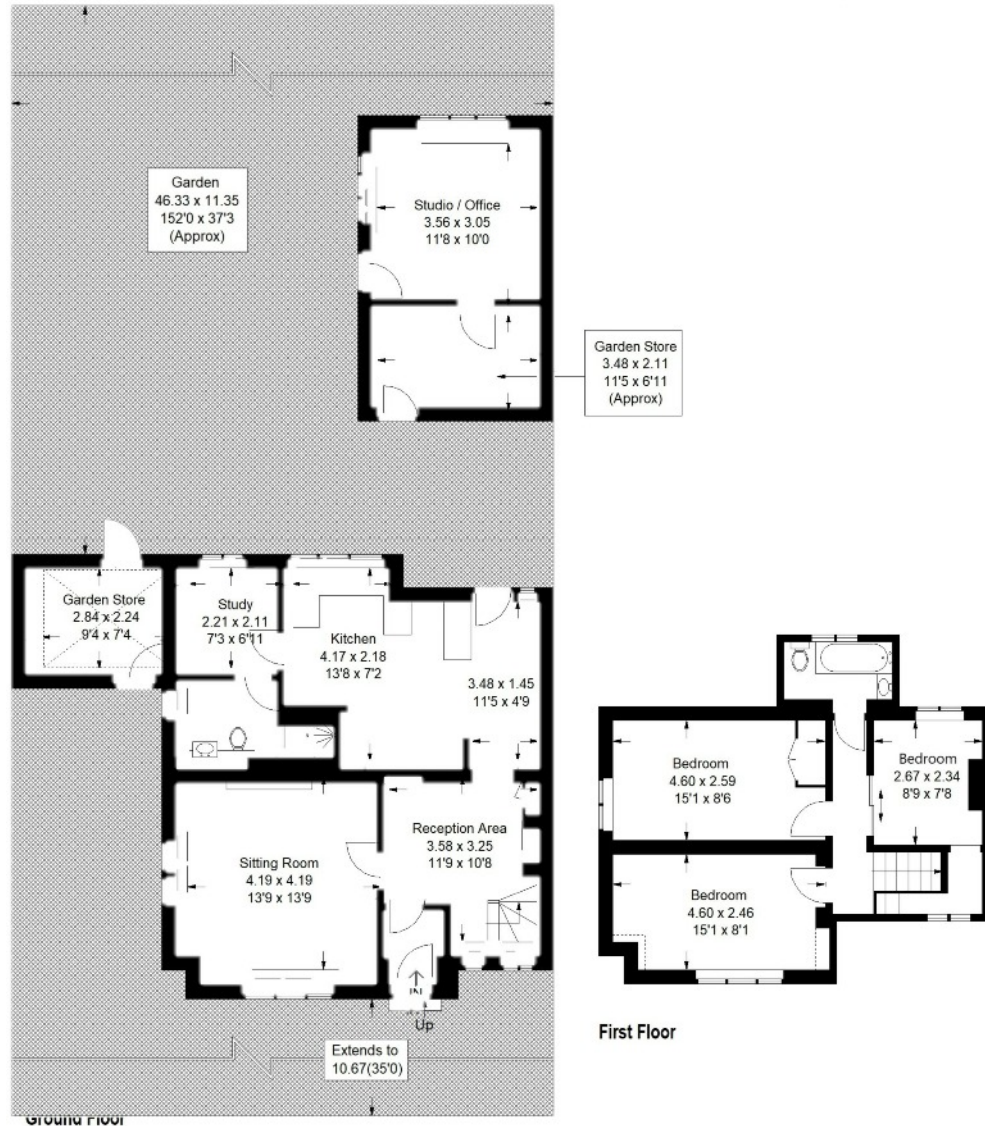 Garden
46.33 x 11.35
152'0 x 37'3
(Approx)
Studio / Office
3.56 x 3.05
11'8 x 10'0
Garden Store
3.48 x 2.11
11'5 x 6'11
(Approx)
Garden Store
2.84 x 2.24
9'4 x 7'4
Study
2.21 x 2.11
7'3 x 6'11
Kitchen
4.17 x 2.18
13'8 x 7'2
3.48 x 1.45
11'5 x 4'9
Reception Area
3.58 x 3.25
11'9 x 10'8
Sitting Room
4.19 x 4.19
13'9 x 13'9
IN
Up
Extends to
10.67(35'0)
Ground Floor
Bedroom
4.60 x 2.59
15'1 x 8'6
Bedroom
2.67 x 2.34
8'9 x 7'8
Bedroom
4.60 x 2.46
15'1 x 8'1
First Floor